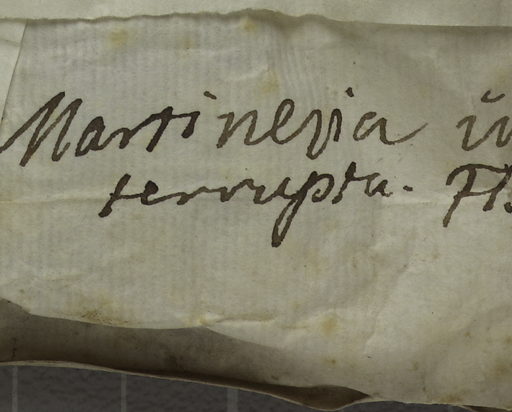 Martinezia in
terrupta. Fl.